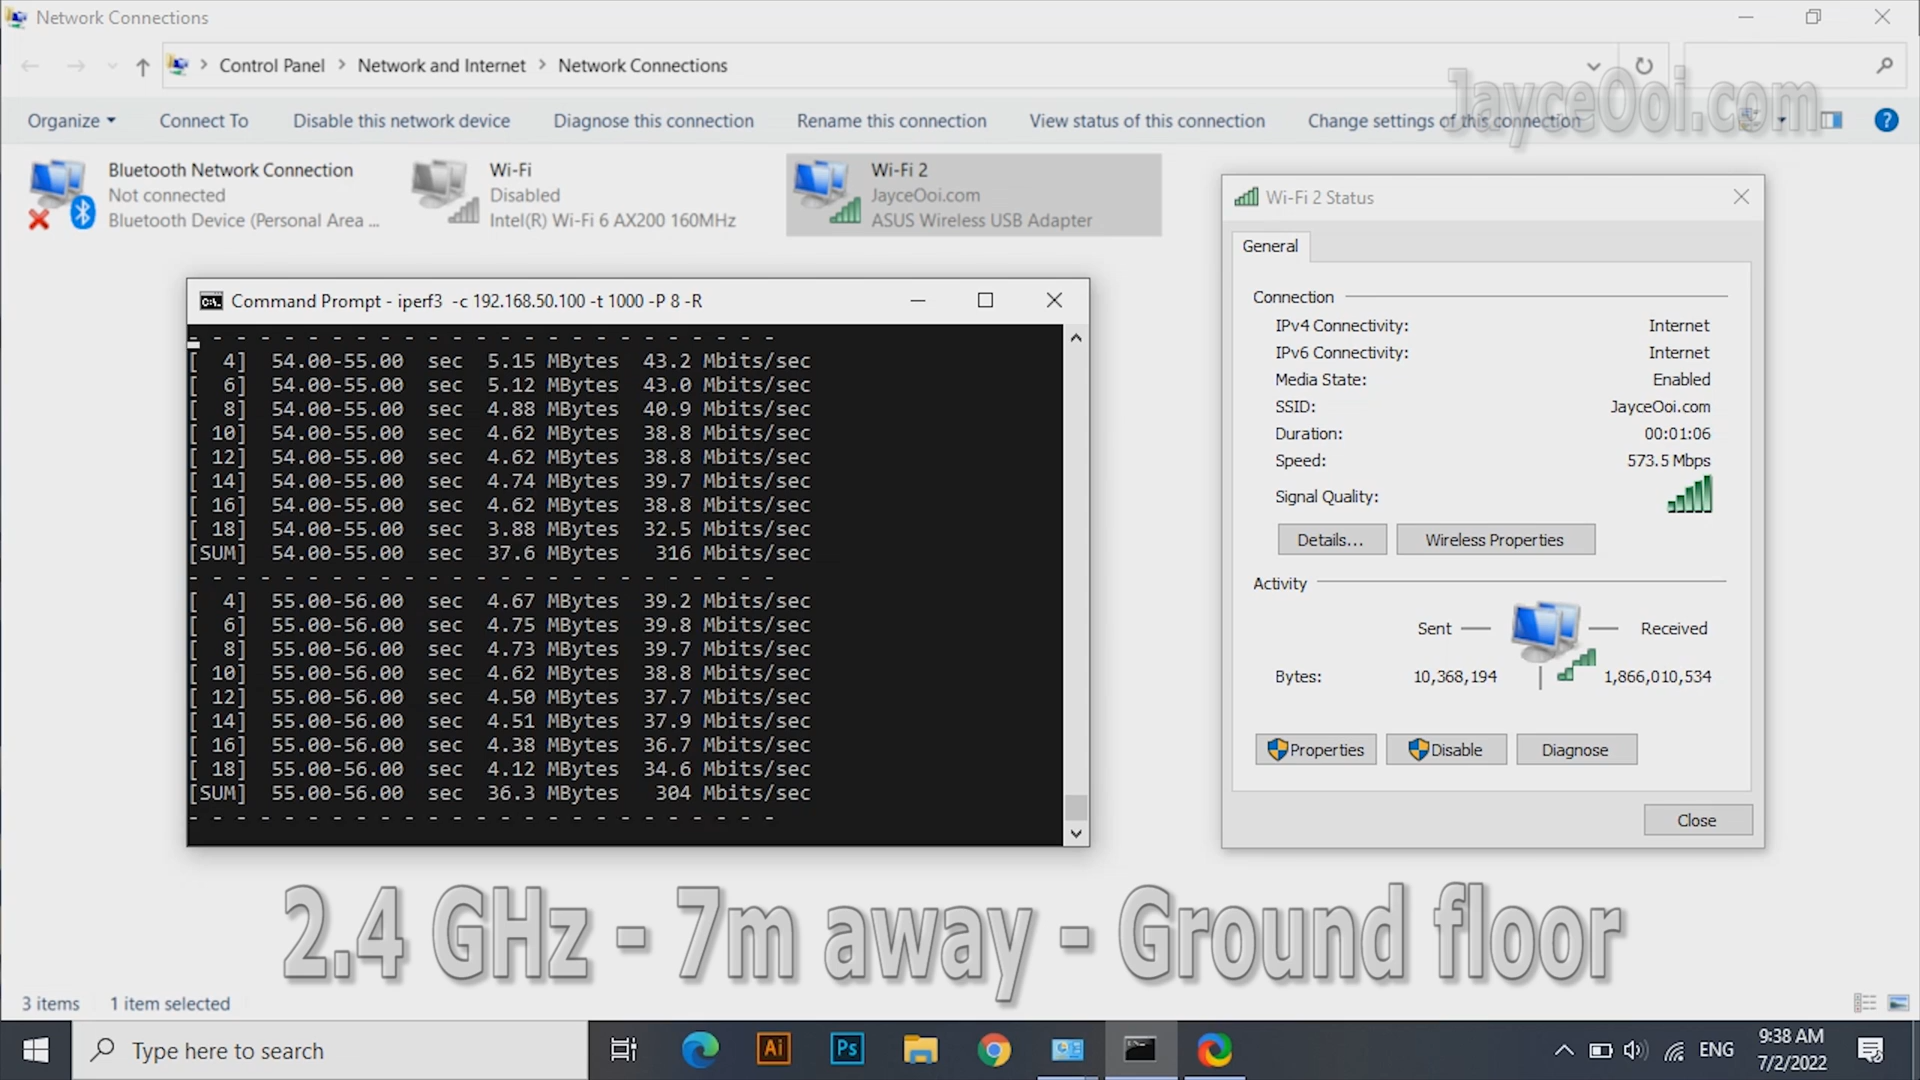 Network Connections
Control Panel > Network and Internet > Network Connections
JayceOoi.com
Organize
Connect To
Disable this network device
Diagnose this connection
Rename this connection
View status of this connection
Change settings of this connection
Bluetooth Network Connection
Not connected
Bluetooth Device (Personal Area ...
Wi-Fi
Disabled
Intel(R) Wi-Fi 6 AX200 160MHz
Wi-Fi 2
JayceOoi.com
ASUS Wireless USB Adapter
Command Prompt - iperf3 -c 192.168.50.100 -t 1000 -P 8 -R
- - - - - - - - - - - - - - - - - - - - - - - - -
[  4]  54.00-55.00  sec  5.15 MBytes  43.2 Mbits/sec
[  6]  54.00-55.00  sec  5.12 MBytes  43.0 Mbits/sec
[  8]  54.00-55.00  sec  4.88 MBytes  40.9 Mbits/sec
[ 10]  54.00-55.00  sec  4.62 MBytes  38.8 Mbits/sec
[ 12]  54.00-55.00  sec  4.62 MBytes  38.8 Mbits/sec
[ 14]  54.00-55.00  sec  4.74 MBytes  39.7 Mbits/sec
[ 16]  54.00-55.00  sec  4.62 MBytes  38.8 Mbits/sec
[ 18]  54.00-55.00  sec  3.88 MBytes  32.5 Mbits/sec
[SUM]  54.00-55.00  sec  37.6 MBytes   316 Mbits/sec
- - - - - - - - - - - - - - - - - - - - - - - - -
[  4]  55.00-56.00  sec  4.67 MBytes  39.2 Mbits/sec
[  6]  55.00-56.00  sec  4.75 MBytes  39.8 Mbits/sec
[  8]  55.00-56.00  sec  4.73 MBytes  39.7 Mbits/sec
[ 10]  55.00-56.00  sec  4.62 MBytes  38.8 Mbits/sec
[ 12]  55.00-56.00  sec  4.50 MBytes  37.7 Mbits/sec
[ 14]  55.00-56.00  sec  4.51 MBytes  37.9 Mbits/sec
[ 16]  55.00-56.00  sec  4.38 MBytes  36.7 Mbits/sec
[ 18]  55.00-56.00  sec  4.12 MBytes  34.6 Mbits/sec
[SUM]  55.00-56.00  sec  36.3 MBytes   304 Mbits/sec
- - - - - - - - - - - - - - - - - - - - - - - - -
Wi-Fi 2 Status
General
Connection
IPv4 Connectivity: Internet
IPv6 Connectivity: Internet
Media State: Enabled
SSID: JayceOoi.com
Duration: 00:01:06
Speed: 573.5 Mbps
Signal Quality:
Details...
Wireless Properties
Activity
Sent — — Received
Bytes: 10,368,194 | 1,866,010,534
Properties
Disable
Diagnose
Close
2.4 GHz - 7m away - Ground floor
3 items
1 item selected
Type here to search
Ai
Ps
ENG
9:38 AM
7/2/2022